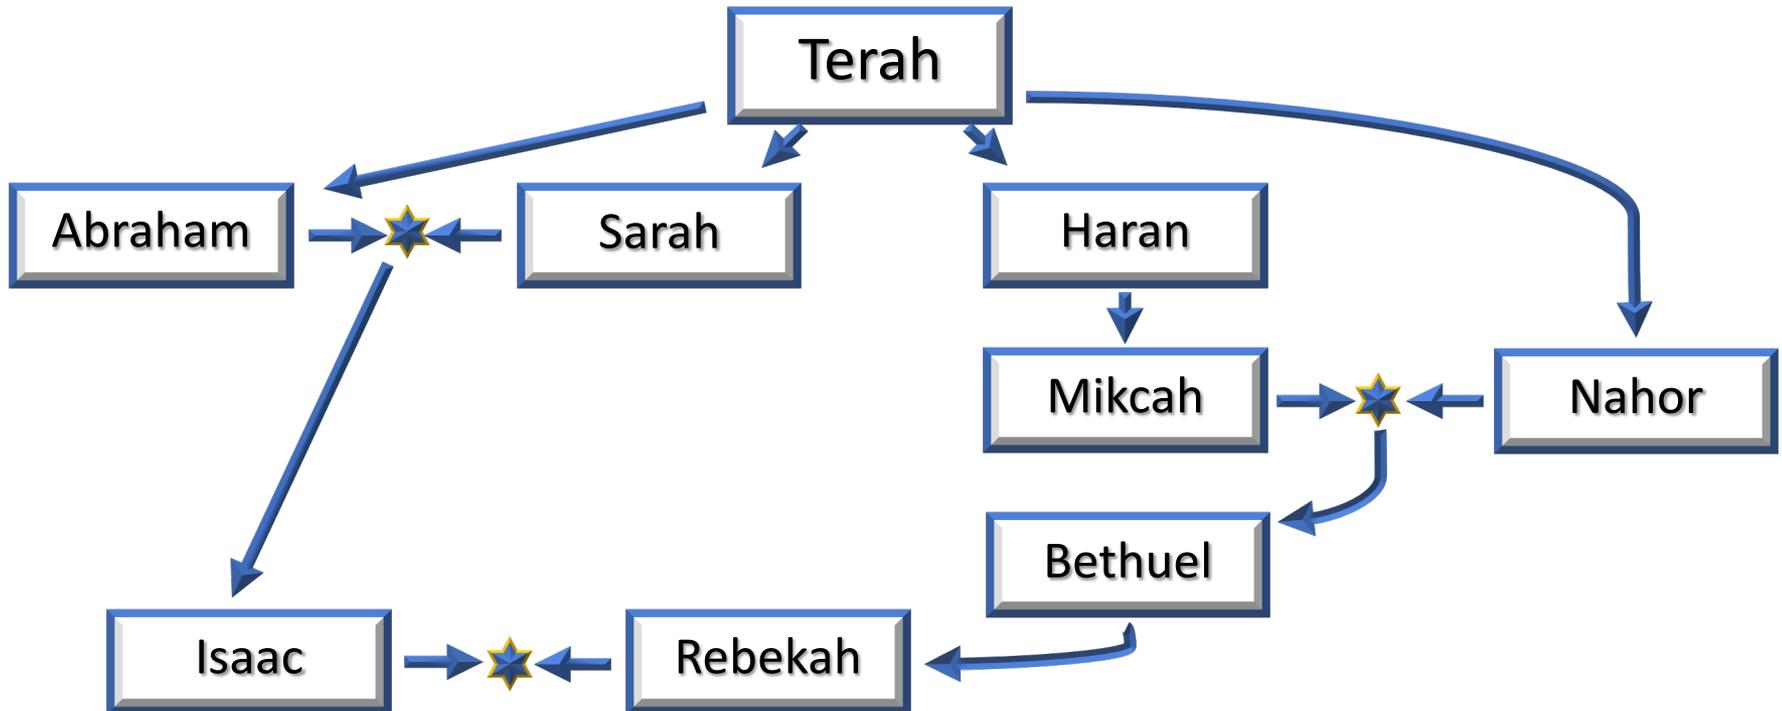 Terah
Abraham
Sarah
Haran
Mikcah
Nahor
Bethuel
Isaac
Rebekah